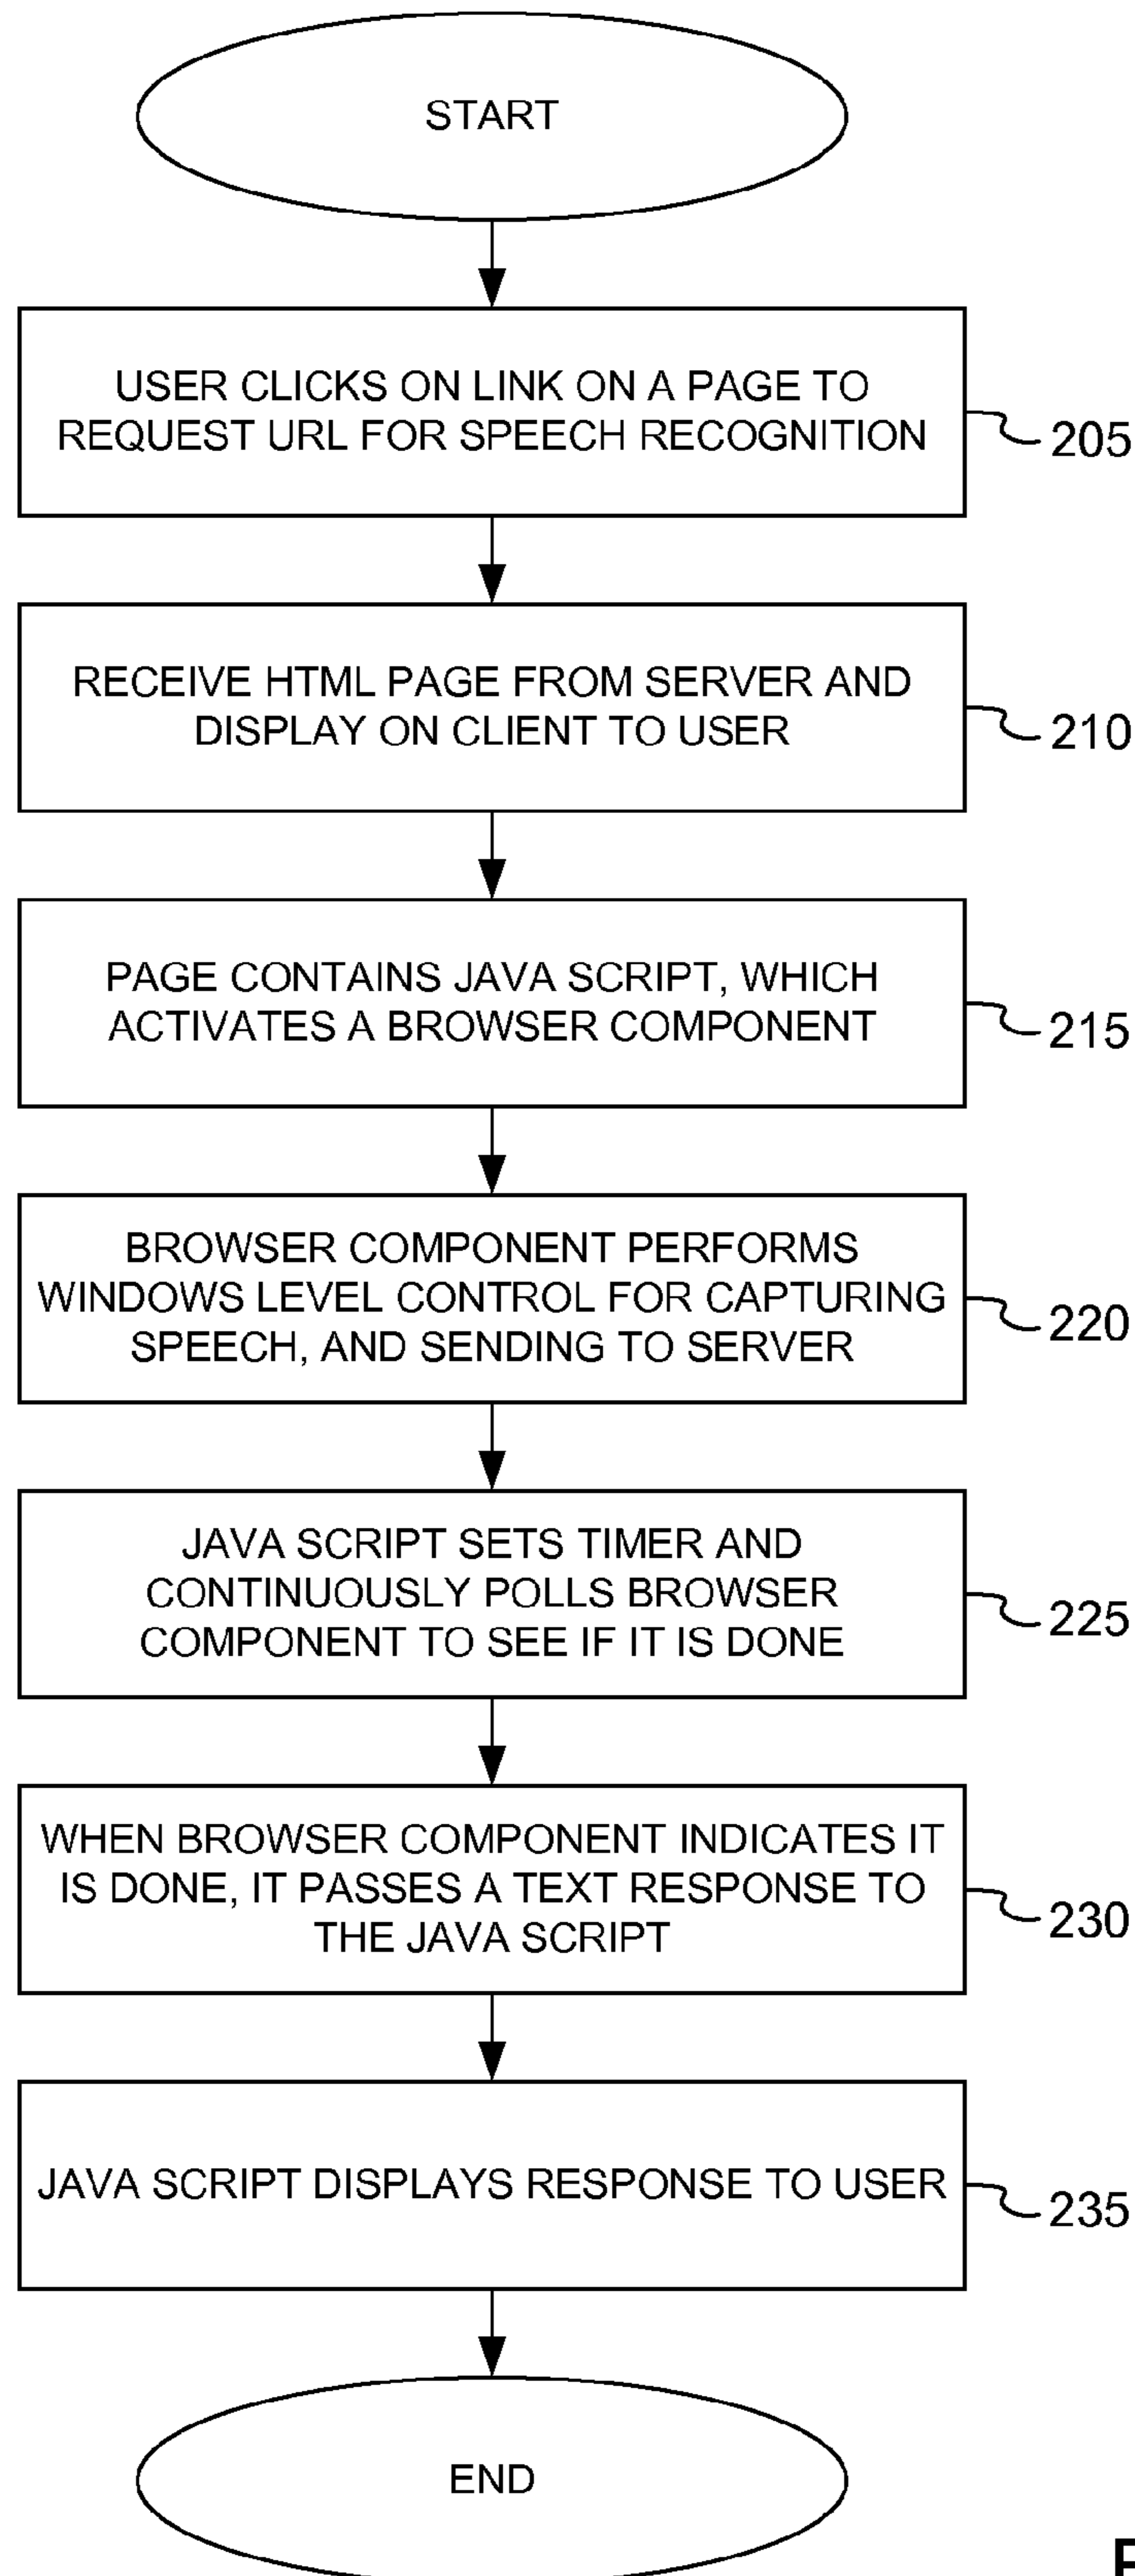 START
USER CLICKS ON LINK ON A PAGE TO
REQUEST URL FOR SPEECH RECOGNITION
205
RECEIVE HTML PAGE FROM SERVER AND
DISPLAY ON CLIENT TO USER
210
PAGE CONTAINS JAVA SCRIPT, WHICH
ACTIVATES A BROWSER COMPONENT
215
BROWSER COMPONENT PERFORMS
WINDOWS LEVEL CONTROL FOR CAPTURING
SPEECH, AND SENDING TO SERVER
220
JAVA SCRIPT SETS TIMER AND
CONTINUOUSLY POLLS BROWSER
COMPONENT TO SEE IF IT IS DONE
225
WHEN BROWSER COMPONENT INDICATES IT
IS DONE, IT PASSES A TEXT RESPONSE TO
THE JAVA SCRIPT
230
JAVA SCRIPT DISPLAYS RESPONSE TO USER
235
END